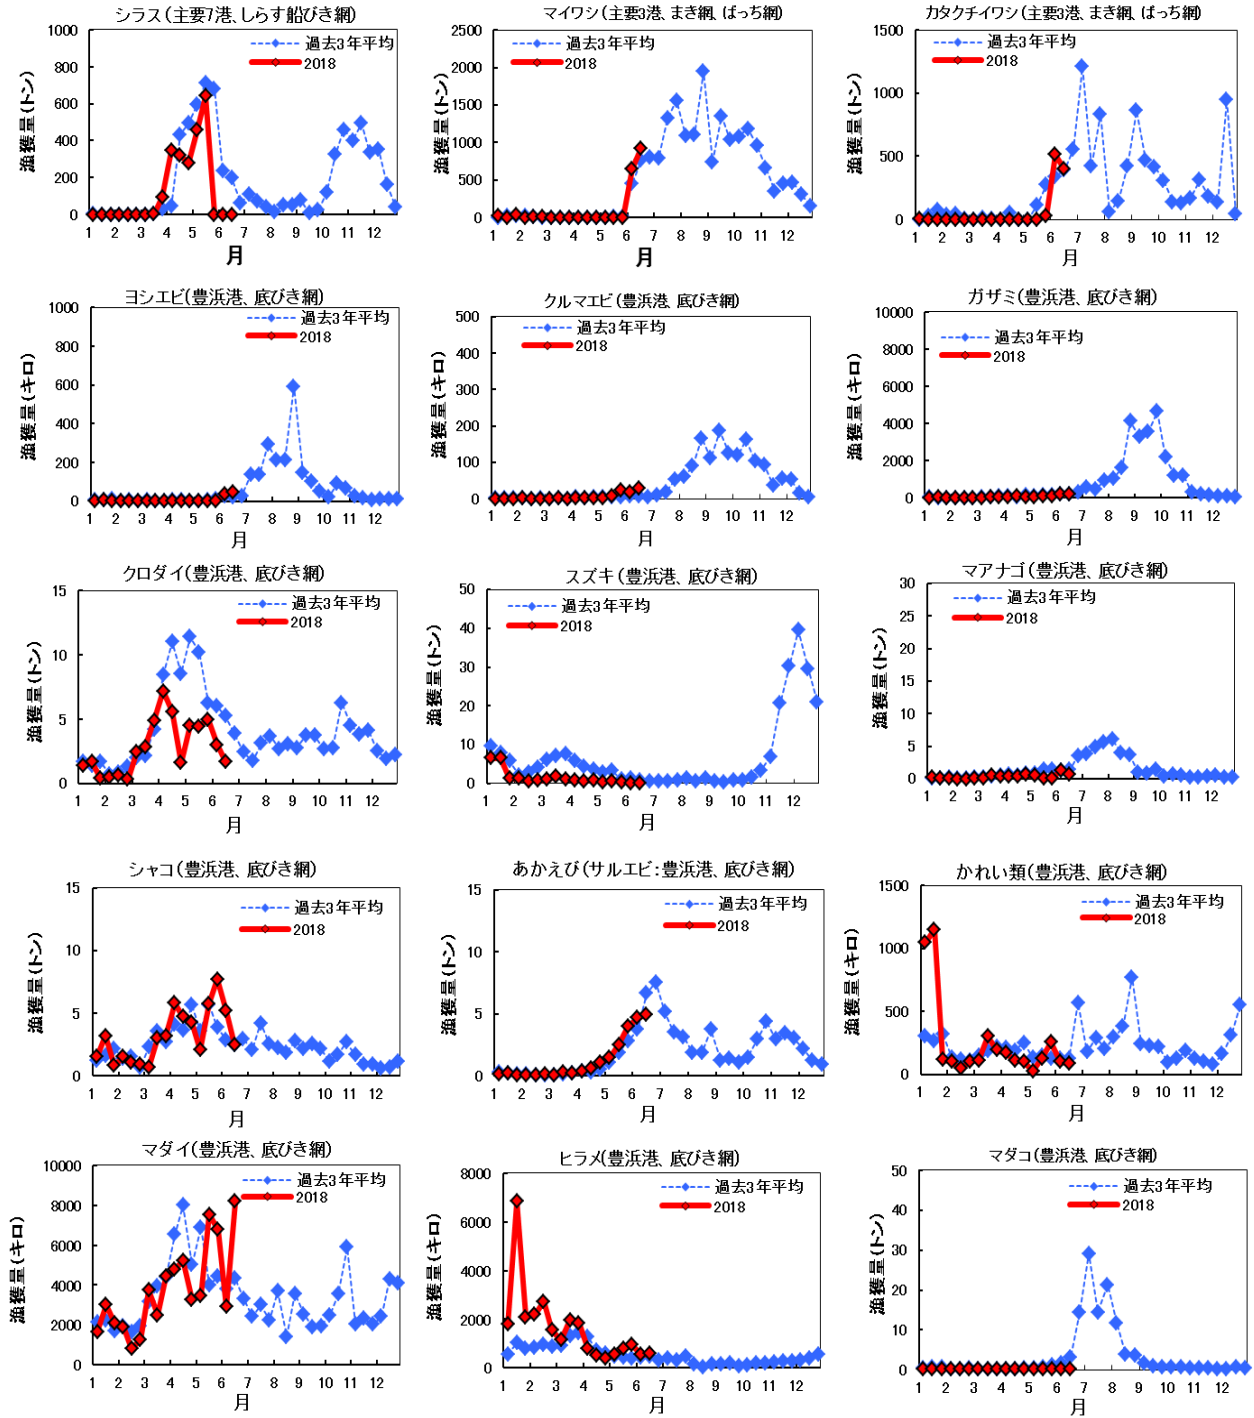 シラス（主要7港、しらす船びき網）
漁獲量(トン)
1000
800
600
400
200
0
過去3年平均
2018
1 2 3 4 5 6 7 8 9 10 11 12
月
マイワシ（主要3港、まき網、ばっち網）
漁獲量(トン)
2500
2000
1500
1000
500
0
過去3年平均
2018
1 2 3 4 5 6 7 8 9 10 11 12
月
カタクチイワシ（主要3港、まき網、ばっち網）
漁獲量(トン)
1500
1000
500
0
過去3年平均
2018
1 2 3 4 5 6 7 8 9 10 11 12
月
ヨシエビ(豊浜港、底びき網)
漁獲量(キロ)
1000
800
600
400
200
0
過去3年平均
2018
1 2 3 4 5 6 7 8 9 10 11 12
月
クルマエビ（豊浜港、底びき網）
漁獲量(キロ)
500
400
300
200
100
0
過去3年平均
2018
1 2 3 4 5 6 7 8 9 10 11 12
月
ガザミ（豊浜港、底びき網）
漁獲量(キロ)
10000
8000
6000
4000
2000
0
過去3年平均
2018
1 2 3 4 5 6 7 8 9 10 11 12
月
クロダイ（豊浜港、底びき網）
漁獲量(トン)
15
10
5
0
過去3年平均
2018
1 2 3 4 5 6 7 8 9 10 11 12
月
スズキ（豊浜港、底びき網）
漁獲量(トン)
50
40
30
20
10
0
過去3年平均
2018
1 2 3 4 5 6 7 8 9 10 11 12
月
マアナゴ（豊浜港、底びき網）
漁獲量(トン)
30
25
20
15
10
5
0
過去3年平均
2018
1 2 3 4 5 6 7 8 9 10 11 12
月
シャコ（豊浜港、底びき網）
漁獲量(トン)
15
10
5
0
過去3年平均
2018
1 2 3 4 5 6 7 8 9 10 11 12
月
あかえび（サルエビ：豊浜港、底びき網）
漁獲量(トン)
15
10
5
0
過去3年平均
2018
1 2 3 4 5 6 7 8 9 10 11 12
月
かれい類(豊浜港、底びき網)
漁獲量(キロ)
1500
1000
500
0
過去3年平均
2018
1 2 3 4 5 6 7 8 9 10 11 12
月
マダイ（豊浜港、底びき網）
漁獲量(キロ)
10000
8000
6000
4000
2000
0
過去3年平均
2018
1 2 3 4 5 6 7 8 9 10 11 12
月
ヒラメ(豊浜港、底びき網)
漁獲量(キロ)
8000
6000
4000
2000
0
過去3年平均
2018
1 2 3 4 5 6 7 8 9 10 11 12
月
マダコ（豊浜港、底びき網）
漁獲量(トン)
50
40
30
20
10
0
過去3年平均
2018
1 2 3 4 5 6 7 8 9 10 11 12
月